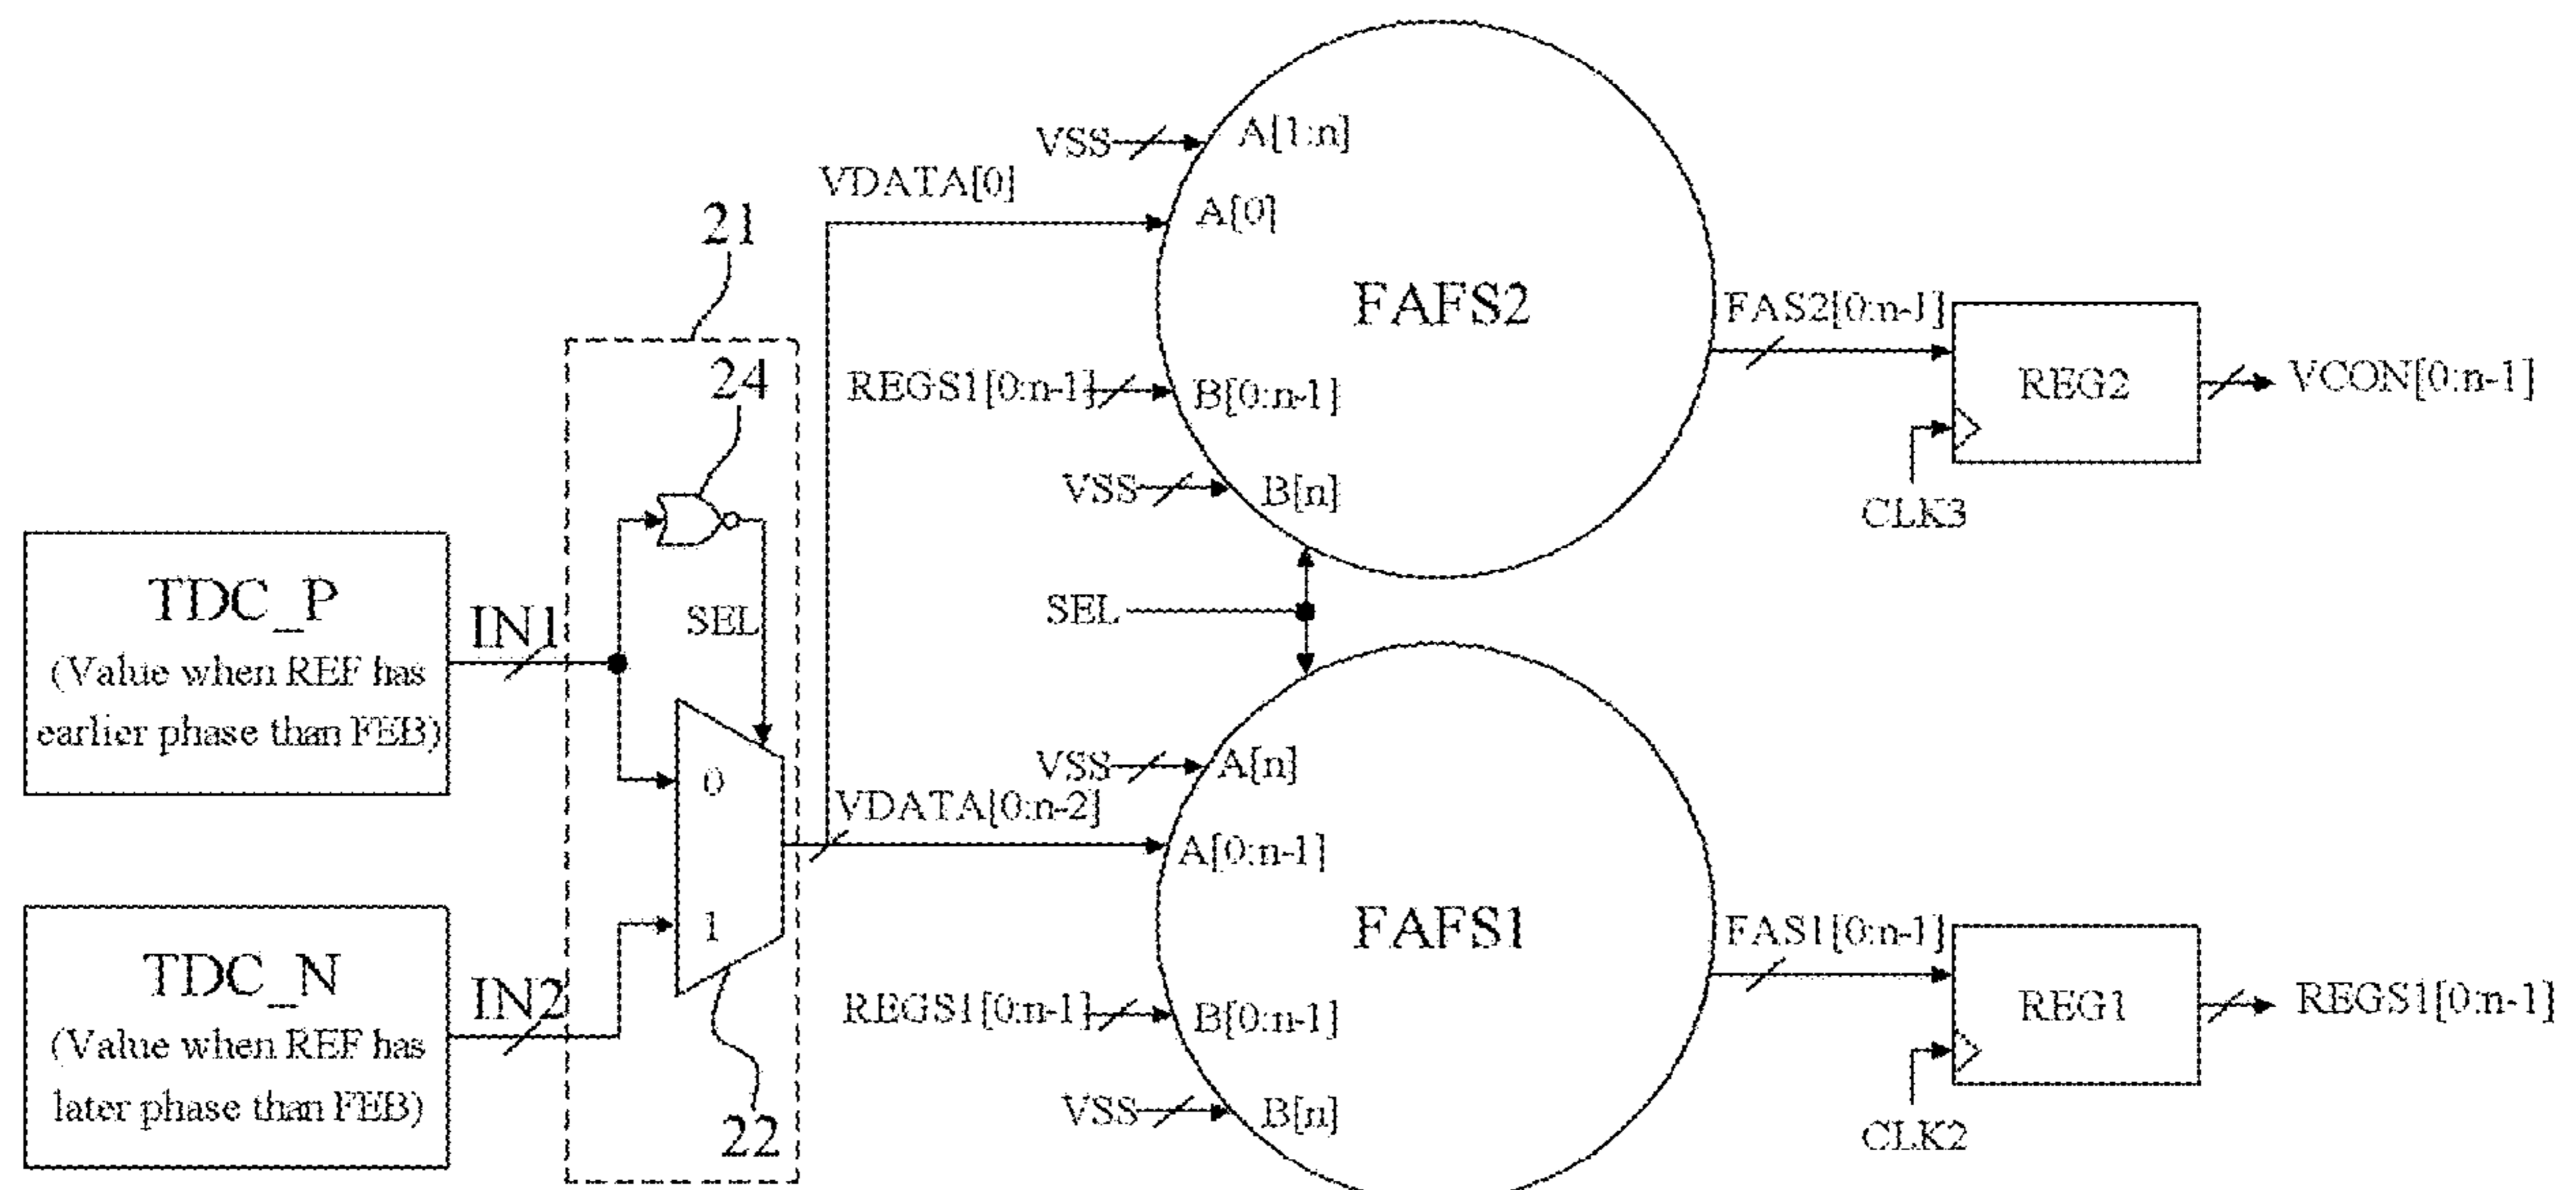 VSS
A[1:n]
VDATA[0]
A[0]
21
FAFS2
FAS2[0:n-1]
24
REGS1[0:n-1]
B[0:n-1]
REG2
VCON[0:n-1]
VSS
B[n]
CLK3
TDC_P
(Value when REF has
earlier phase than FEB)
IN1
SEL
SEL
VSS
A[n]
0
VDATA[0:n-2]
A[0:n-1]
1
FAFS1
FAS1[0:n-1]
TDC_N
(Value when REF has
later phase than FEB)
IN2
REGS1[0:n-1]
B[0:n-1]
REG1
REGS1[0:n-1]
VSS
B[n]
22
CLK2